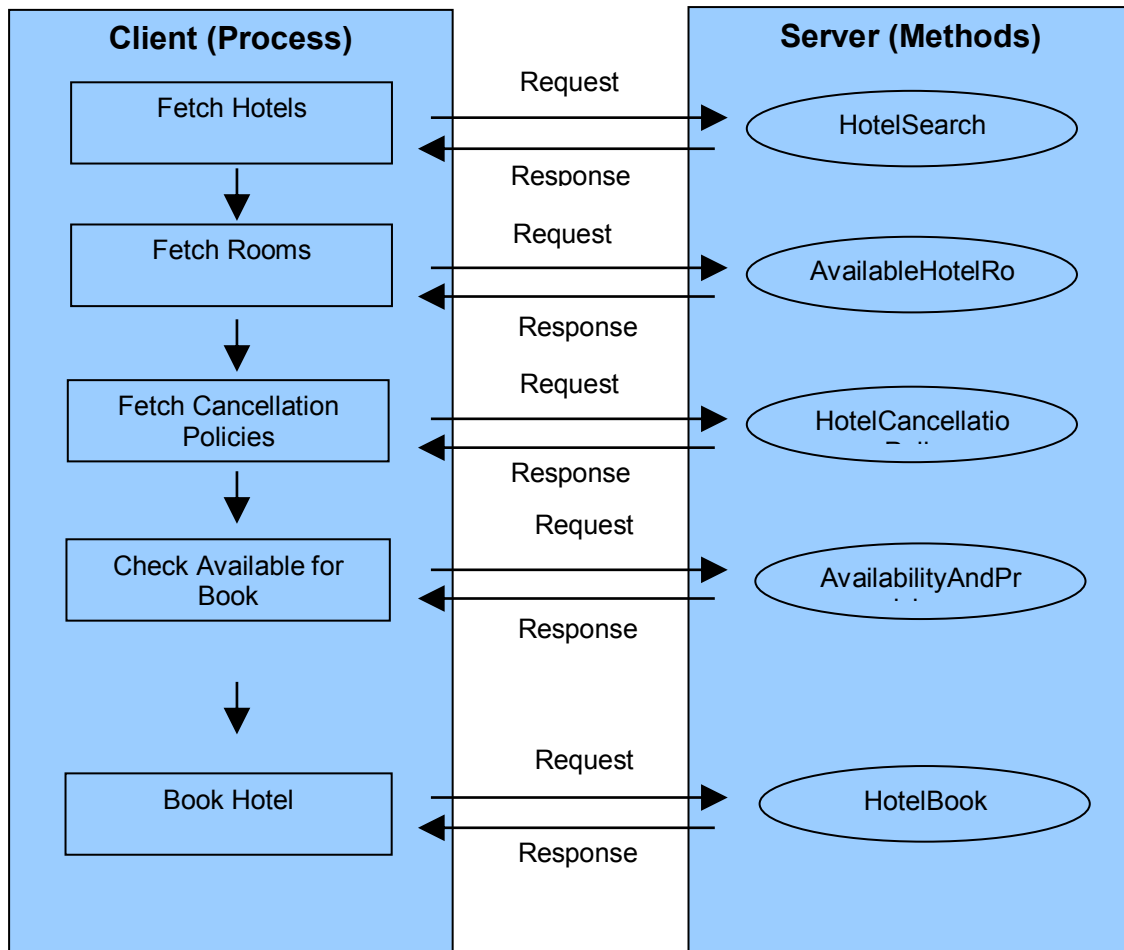 Client (Process)
Server (Methods)
Fetch Hotels
Request
HotelSearch
Response
Fetch Rooms
Request
AvailableHotelRo
Response
Fetch Cancellation
Policies
Request
HotelCancellatio
Response
Check Available for
Book
Request
AvailabilityAndPr
Response
Book Hotel
Request
HotelBook
Response